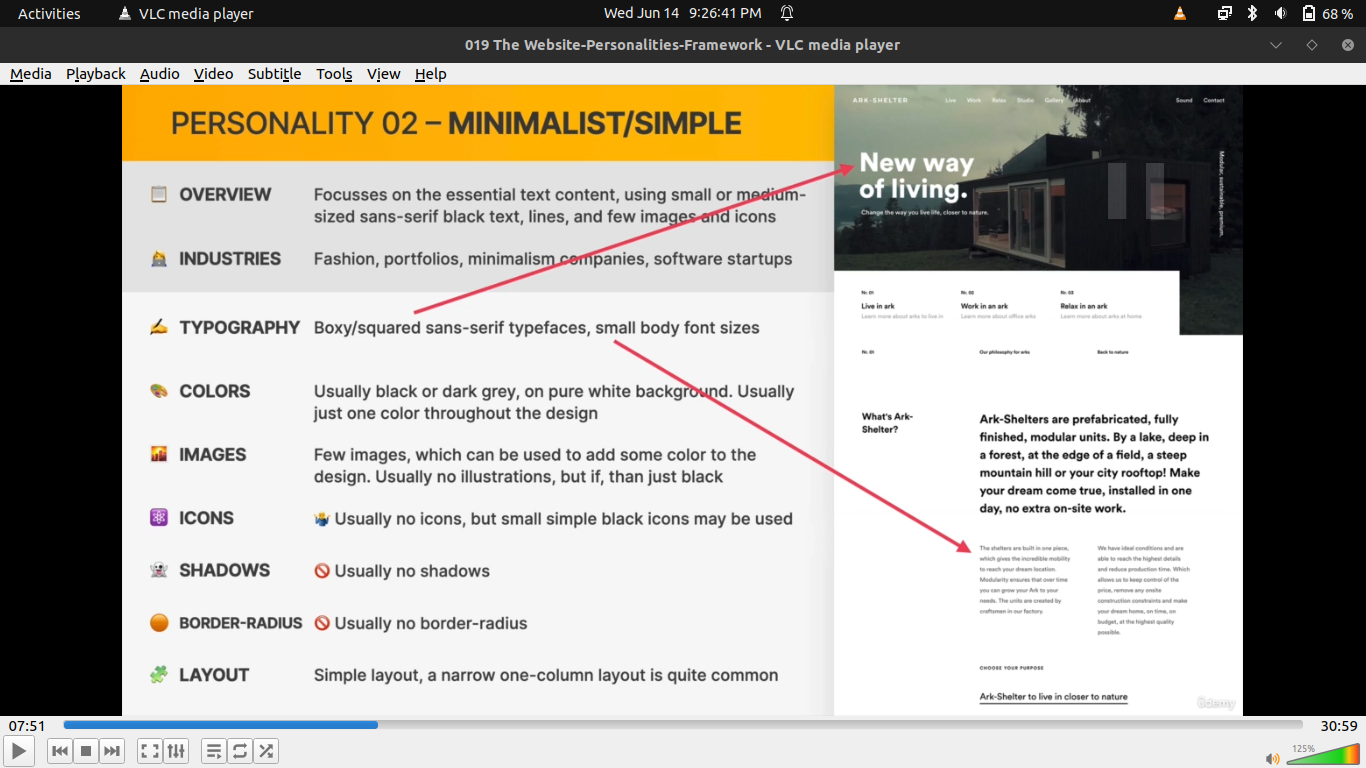 Activities VLC media player Wed Jun 14 9:26:41 PM 68 %
019 The Website-Personalities-Framework - VLC media player
Media Playback Audio Video Subtitle Tools View Help
PERSONALITY 02 – MINIMALIST/SIMPLE
OVERVIEW Focusses on the essential text content, using small or medium-
sized sans-serif black text, lines, and few images and icons
INDUSTRIES Fashion, portfolios, minimalism companies, software startups
TYPOGRAPHY Boxy/squared sans-serif typefaces, small body font sizes
COLORS Usually black or dark grey, on pure white background. Usually
just one color throughout the design
IMAGES Few images, which can be used to add some color to the
design. Usually no illustrations, but if, than just black
ICONS Usually no icons, but small simple black icons may be used
SHADOWS Usually no shadows
BORDER-RADIUS Usually no border-radius
LAYOUT Simple layout, a narrow one-column layout is quite common
ARK-SHELTER Live Work Relax Studio Gallery About Sound Contact
New way
of living.
Change the way you live life, closer to nature.
Modular, sustainable, premium.
Nr. 01 Nr. 02 Nr. 03
Live in ark Work in an ark Relax in an ark
Learn more about arks to live in Learn more about office arks Learn more about arks at home
Nr. 01 Our philosophy for arks Back to nature
What's Ark-
Shelter?
Ark-Shelters are prefabricated, fully
finished, modular units. By a lake, deep in
a forest, at the edge of a field, a steep
mountain hill or your city rooftop! Make
your dream come true, installed in one
day, no extra on-site work.
The shelters are built in one piece,
which gives the incredible mobility
to reach your dream location.
Modularity ensures that over time
you can grow your Ark to your
needs. The units are created by
craftsmen in our factory.
We have ideal conditions and are
able to reach the highest details
and reduce production time. Which
allows us to keep control of the
price, remove any onsite
construction constraints and make
your dream home, on time, on
budget, at the highest quality
possible.
CHOOSE YOUR PURPOSE
Ark-Shelter to live in closer to nature
ûdemy
07:51 30:59
125%